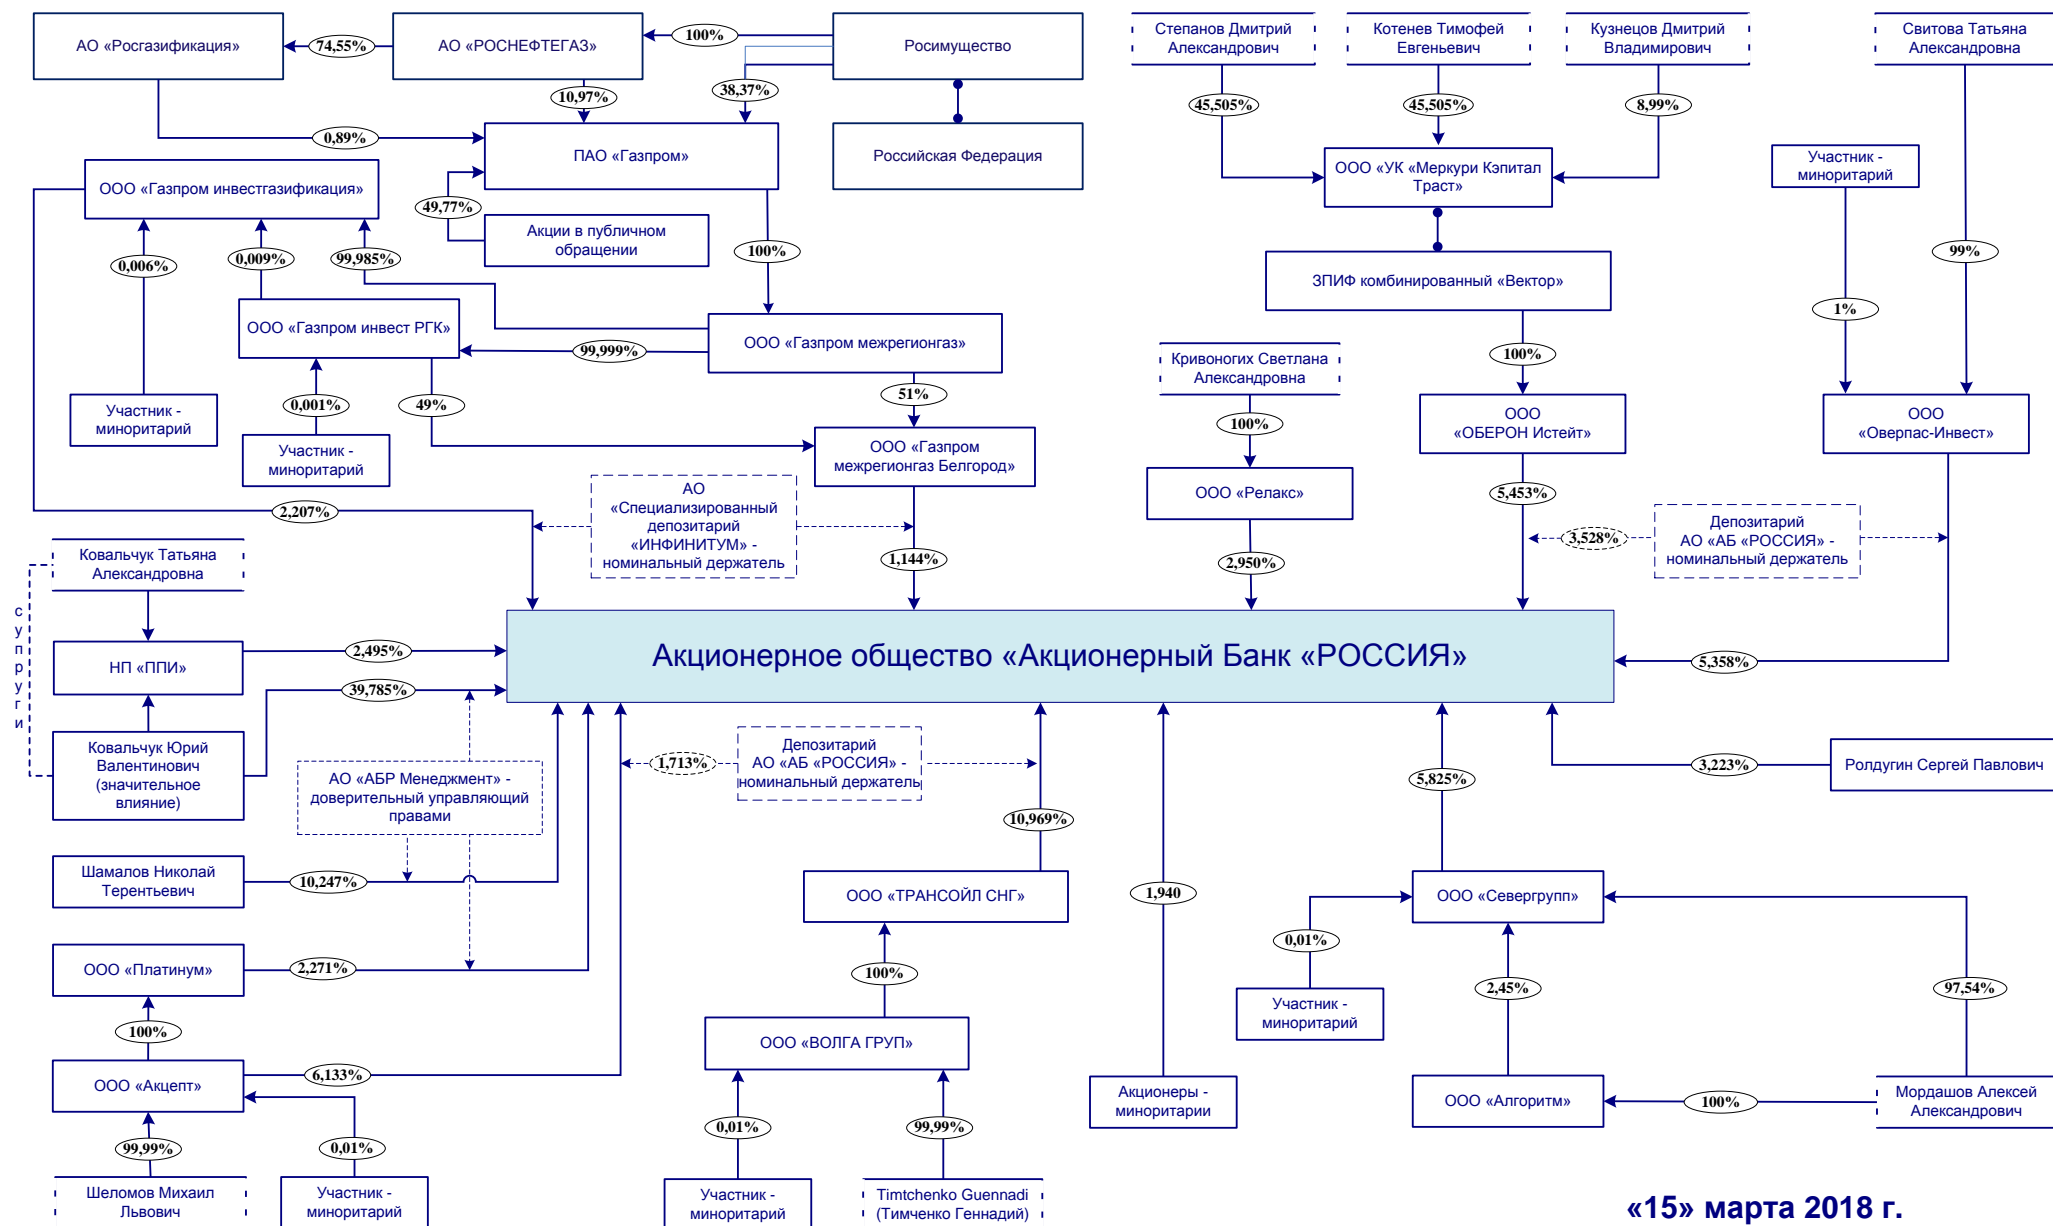 АО «Росгазификация»
74,55%
АО «РОСНЕФТЕГАЗ»
100%
Росимущество
Степанов Дмитрий
Александрович
Котенев Тимофей
Евгеньевич
Кузнецов Дмитрий
Владимирович
Свитова Татьяна
Александровна
10,97%
38,37%
45,505%
45,505%
8,99%
0,89%
ПАО «Газпром»
Российская Федерация
ООО «УК «Меркури Кэпитал
Траст»
Участник -
миноритарий
ООО «Газпром инвестгазификация»
49,77%
Акции в публичном
обращении
100%
99%
0,006%
0,009%
99,985%
ЗПИФ комбинированный «Вектор»
1%
ООО «Газпром инвест РГК»
99,999%
ООО «Газпром межрегионгаз»
100%
Кривоногих Светлана
Александровна
Участник -
миноритарий
0,001%
49%
51%
100%
ООО
«ОБЕРОН Истейт»
ООО
«Оверпас-Инвест»
Участник -
миноритарий
ООО «Газпром
межрегионгаз Белгород»
АО
«Специализированный
депозитарий
«ИНФИНИТУМ» -
номинальный держатель
ООО «Релакс»
5,453%
2,207%
1,144%
2,950%
3,528%
Депозитарий
АО «АБ «РОССИЯ» -
номинальный держатель
Ковальчук Татьяна
Александровна
супруги
НП «ППИ»
2,495%
Акционерное общество «Акционерный Банк «РОССИЯ»
5,358%
39,785%
Ковальчук Юрий
Валентинович
(значительное
влияние)
АО «АБР Менеджмент» -
доверительный управляющий
правами
1,713%
Депозитарий
АО «АБ «РОССИЯ» -
номинальный держатель
5,825%
3,223%
Ролдугин Сергей Павлович
10,969%
Шамалов Николай
Терентьевич
10,247%
ООО «ТРАНСОЙЛ СНГ»
1,940
ООО «Севергрупп»
0,01%
ООО «Платинум»
2,271%
100%
2,45%
97,54%
Участник -
миноритарий
100%
ООО «ВОЛГА ГРУП»
ООО «Акцепт»
6,133%
Акционеры -
миноритарии
ООО «Алгоритм»
100%
Мордашов Алексей
Александрович
99,99%
0,01%
0,01%
99,99%
Шеломов Михаил
Львович
Участник -
миноритарий
Участник -
миноритарий
Timtchenko Guennadi
(Тимченко Геннадий)
«15» марта 2018 г.